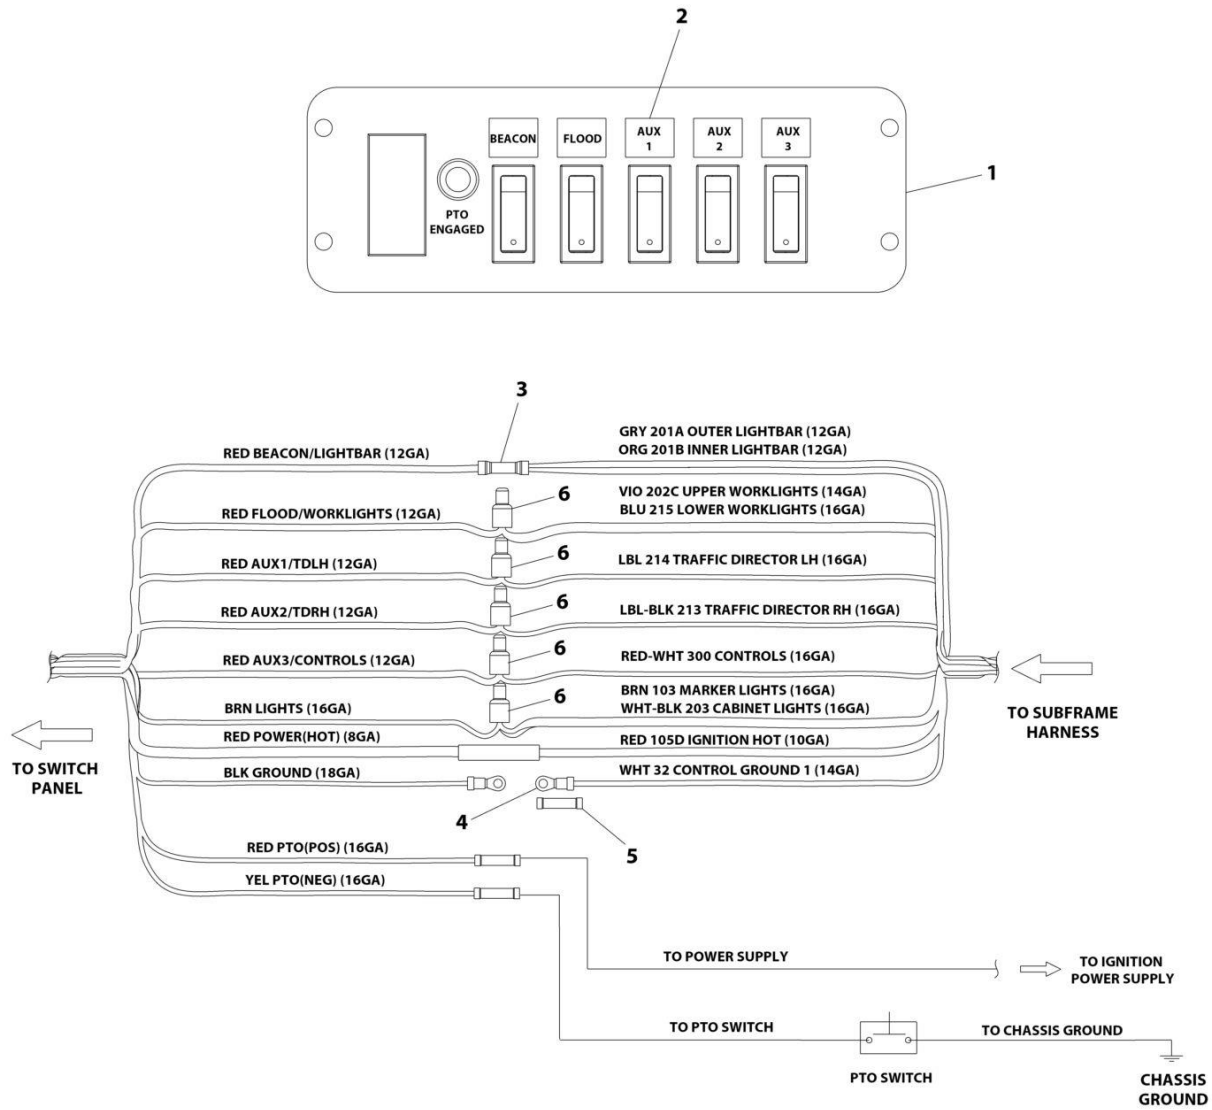 2
BEACON
FLOOD
AUX
1
AUX
2
AUX
3
1
PTO
ENGAGED
3
RED BEACON/LIGHTBAR (12GA)
GRY 201A OUTER LIGHTBAR (12GA)
ORG 201B INNER LIGHTBAR (12GA)
6
RED FLOOD/WORKLIGHTS (12GA)
VIO 202C UPPER WORKLIGHTS (14GA)
BLU 215 LOWER WORKLIGHTS (16GA)
6
RED AUX1/TDLH (12GA)
LBL 214 TRAFFIC DIRECTOR LH (16GA)
6
RED AUX2/TDRH (12GA)
LBL-BLK 213 TRAFFIC DIRECTOR RH (16GA)
6
RED AUX3/CONTROLS (12GA)
RED-WHT 300 CONTROLS (16GA)
6
BRN LIGHTS (16GA)
BRN 103 MARKER LIGHTS (16GA)
WHT-BLK 203 CABINET LIGHTS (16GA)
RED POWER(HOT) (8GA)
RED 105D IGNITION HOT (10GA)
BLK GROUND (18GA)
WHT 32 CONTROL GROUND 1 (14GA)
TO SUBFRAME
HARNESS
TO SWITCH
PANEL
4
5
RED PTO(POS) (16GA)
YEL PTO(NEG) (16GA)
TO POWER SUPPLY
TO IGNITION
POWER SUPPLY
TO PTO SWITCH
TO CHASSIS GROUND
PTO SWITCH
CHASSIS
GROUND